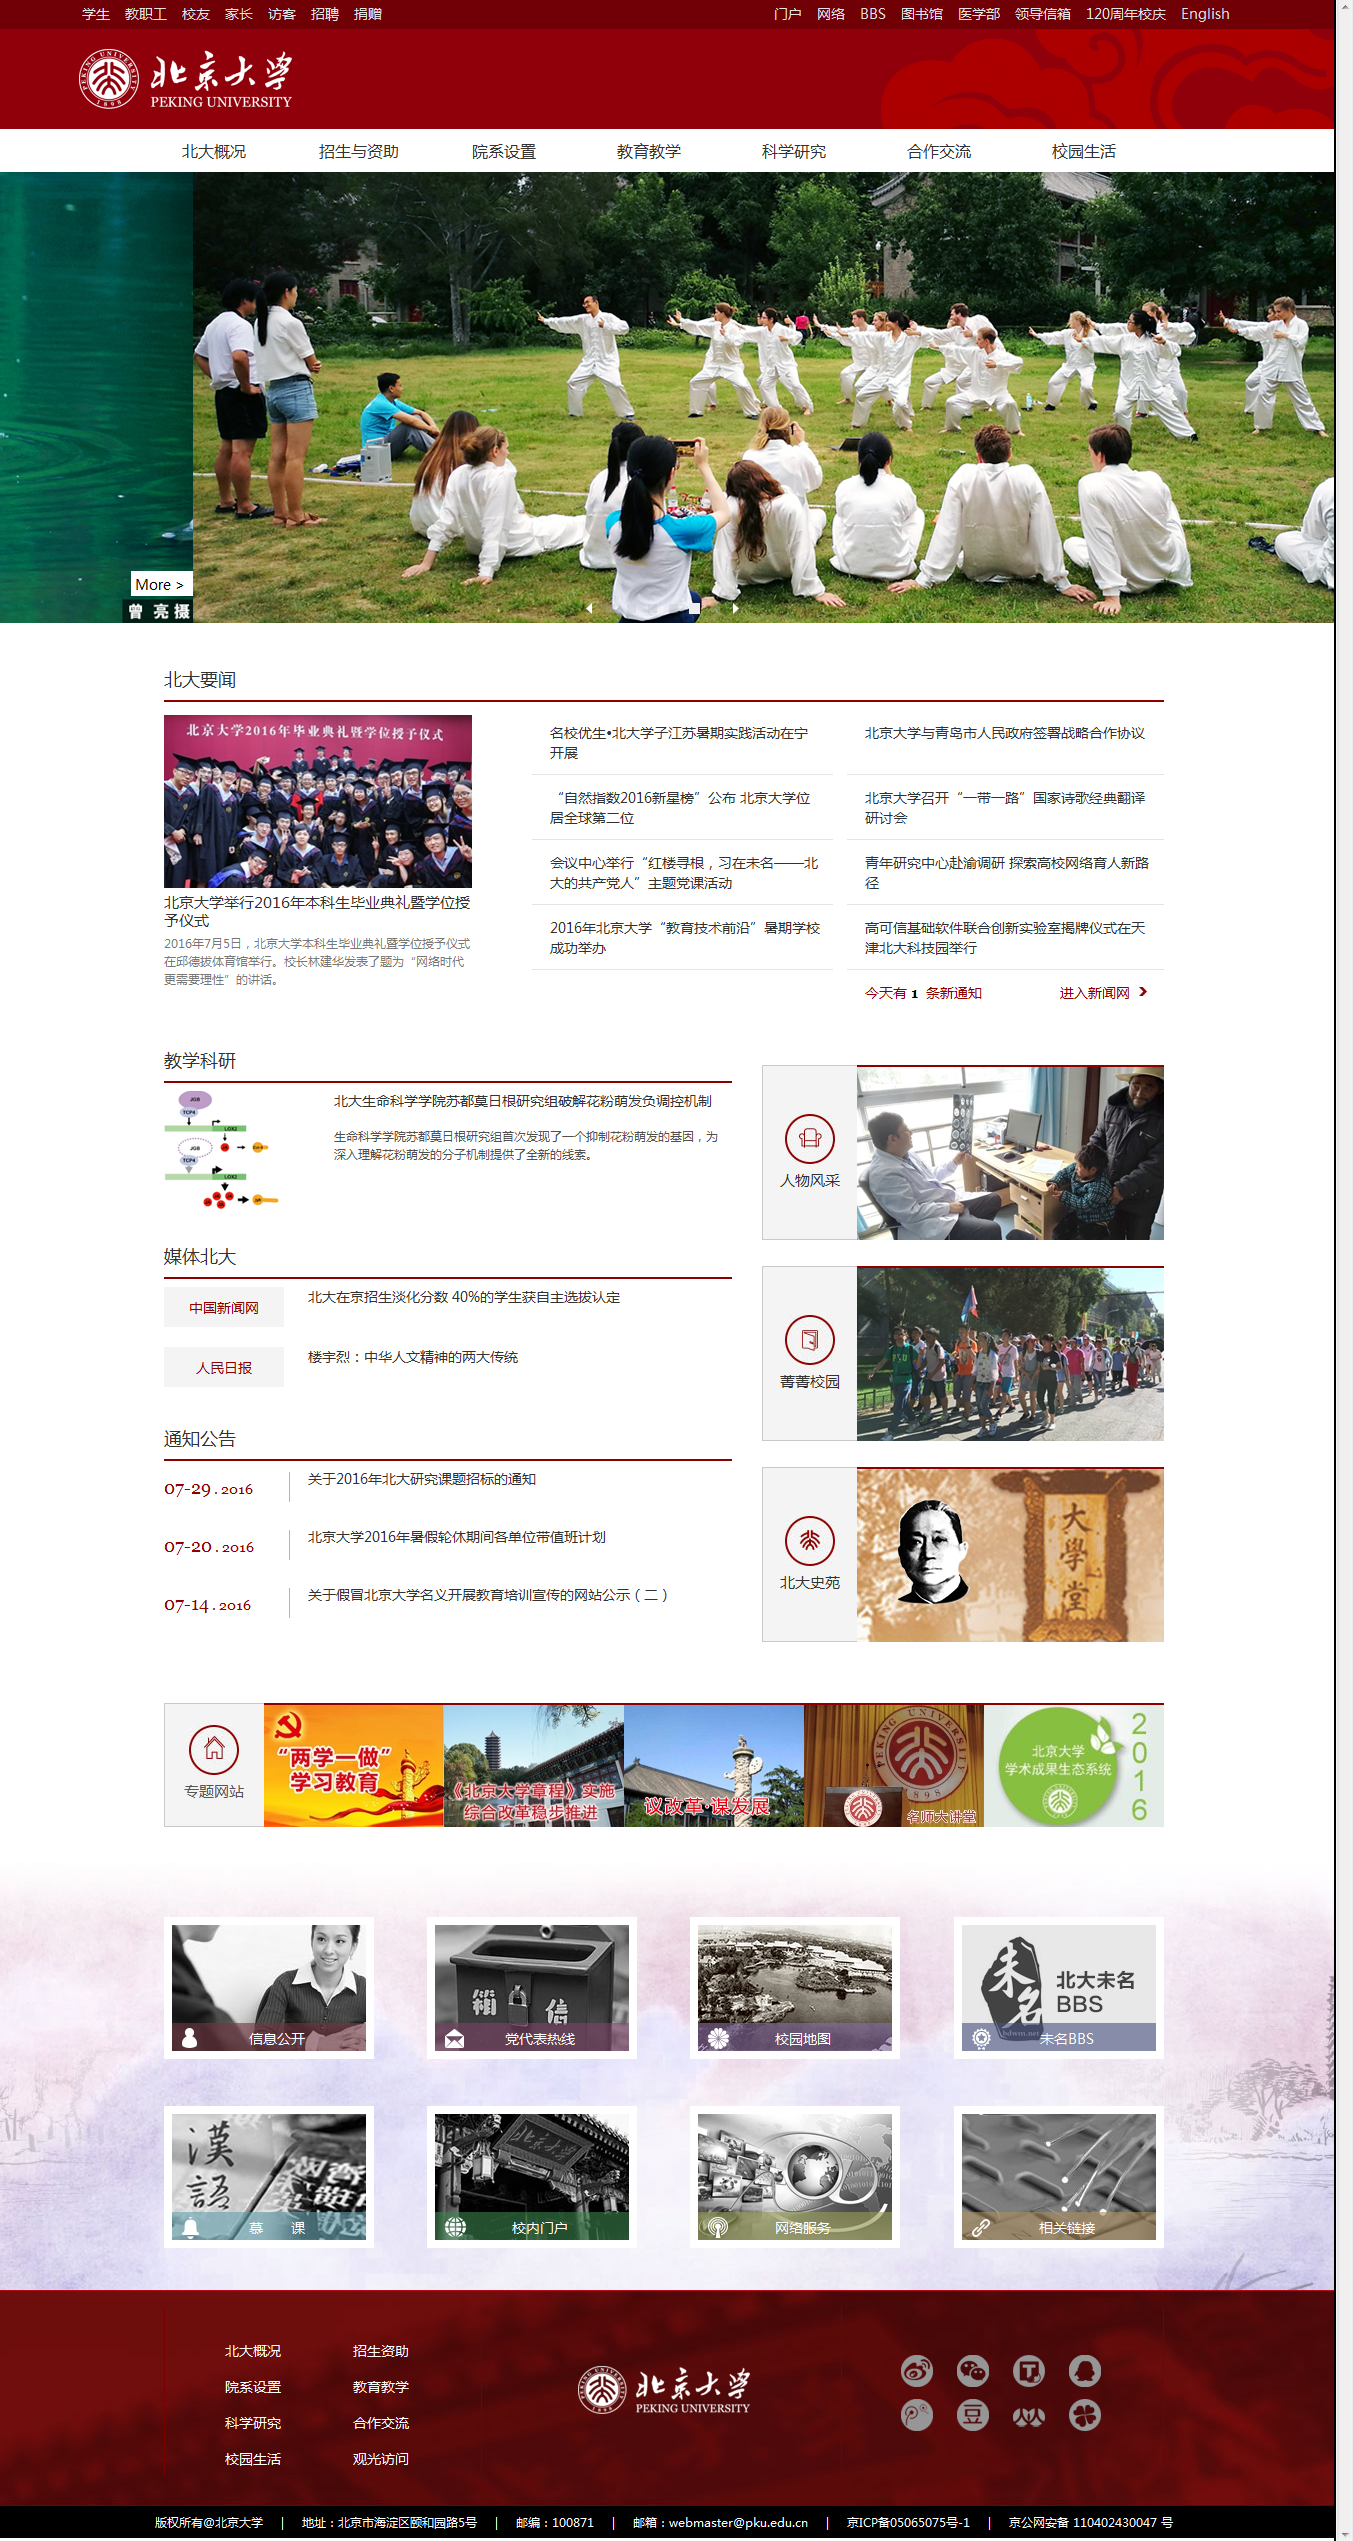 学生 教职工 校友 家长 访客 招聘 捐赠 门户 网络 BBS 图书馆 医学部 领导信箱 120周年校庆 English
北京大学
PEKING UNIVERSITY
北大概况 招生与资助 院系设置 教育教学 科学研究 合作交流 校园生活
More >
曾 亮 摄
北大要闻
北京大学2016年毕业典礼暨学位授予仪式
北京大学举行2016年本科生毕业典礼暨学位授
予仪式
2016年7月5日，北京大学本科生毕业典礼暨学位授予仪式
在邱德拔体育馆举行。校长林建华发表了题为“网络时代
更需要理性”的讲话。
名校优生•北大学子江苏暑期实践活动在宁
开展
“自然指数2016新星榜”公布 北京大学位
居全球第二位
会议中心举行“红楼寻根，习在未名——北
大的共产党人”主题党课活动
2016年北京大学“教育技术前沿”暑期学校
成功举办
北京大学与青岛市人民政府签署战略合作协议
北京大学召开“一带一路”国家诗歌经典翻译
研讨会
青年研究中心赴渝调研 探索高校网络育人新路
径
高可信基础软件联合创新实验室揭牌仪式在天
津北大科技园举行
今天有 1 条新通知 进入新闻网
教学科研
JGB
TCP4
LOX2
JGB
TCP4
LOX2
北大生命科学学院苏都莫日根研究组破解花粉萌发负调控机制
生命科学学院苏都莫日根研究组首次发现了一个抑制花粉萌发的基因，为
深入理解花粉萌发的分子机制提供了全新的线索。
人物风采
媒体北大
中国新闻网 北大在京招生淡化分数 40%的学生获自主选拔认定
人民日报 楼宇烈：中华人文精神的两大传统
菁菁校园
通知公告
07-29 . 2016 关于2016年北大研究课题招标的通知
07-20 . 2016 北京大学2016年暑假轮休期间各单位带值班计划
07-14 . 2016 关于假冒北京大学名义开展教育培训宣传的网站公示（二）
北大史苑
大學堂
专题网站
“两学一做”
学习教育
《北京大学章程》实施
综合改革稳步推进
议改革·谋发展
PEKING UNIVERSITY
1898
名师大讲堂
北京大学
学术成果生态系统
2016
信息公开
箱 信
党代表热线
校园地图
未名
北大未名
BBS
bdwm.net
未名BBS
漢
語
慕 课
北京大学
校内门户
网络服务
相关链接
北大概况 招生资助
院系设置 教育教学
科学研究 合作交流
校园生活 观光访问
北京大学
PEKING UNIVERSITY
版权所有@北京大学 | 地址：北京市海淀区颐和园路5号 | 邮编：100871 | 邮箱：webmaster@pku.edu.cn | 京ICP备05065075号-1 | 京公网安备 110402430047 号